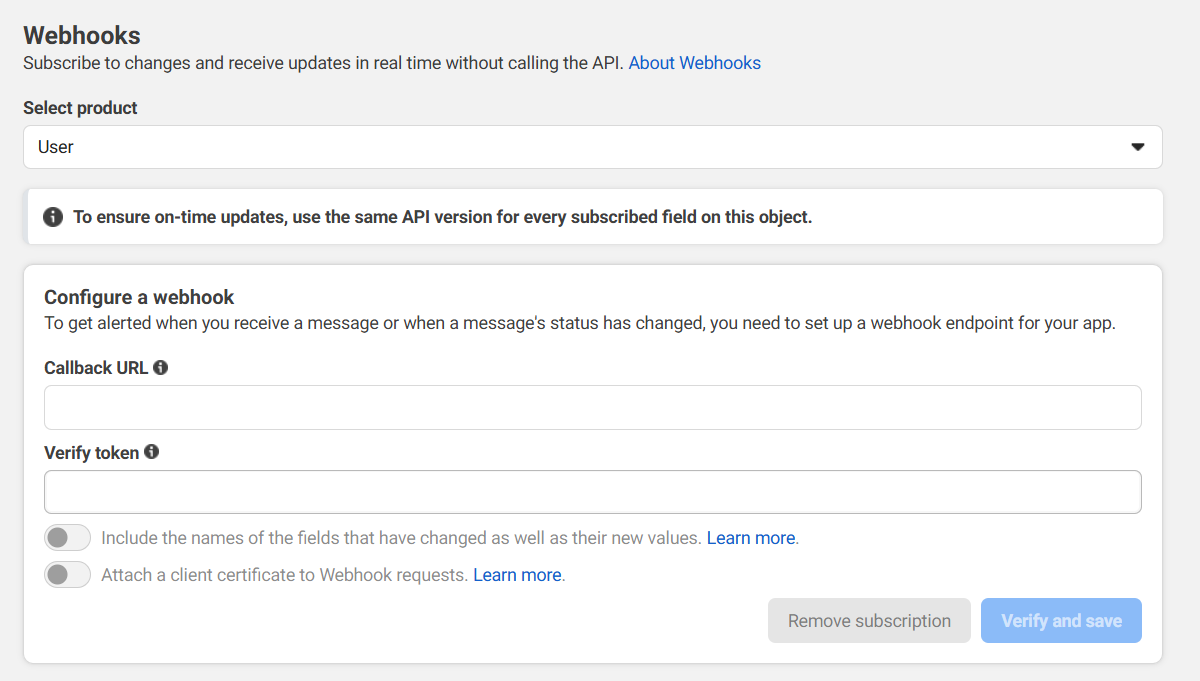 Webhooks
Subscribe to changes and receive updates in real time without calling the API. About Webhooks
Select product
User
To ensure on-time updates, use the same API version for every subscribed field on this object.
Configure a webhook
To get alerted when you receive a message or when a message's status has changed, you need to set up a webhook endpoint for your app.
Callback URL
Verify token
Include the names of the fields that have changed as well as their new values. Learn more.
Attach a client certificate to Webhook requests. Learn more.
Remove subscription Verify and save